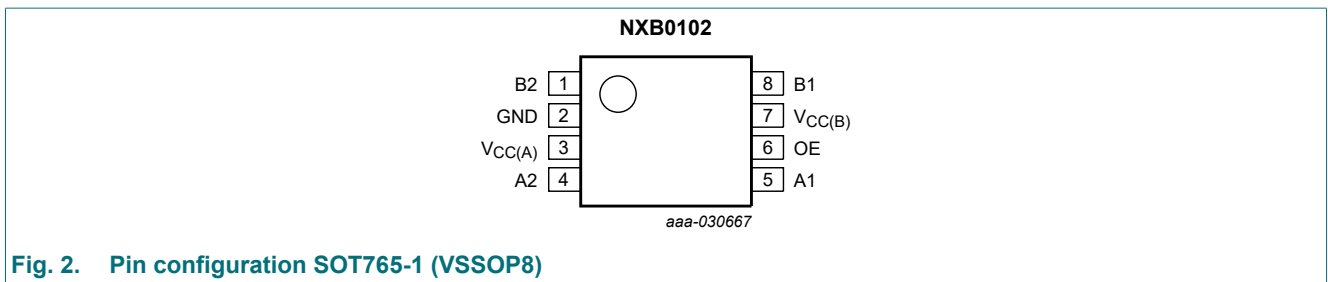 NXB0102
B2 1 8 B1
GND 2 7 VCC(B)
VCC(A) 3 6 OE
A2 4 5 A1
aaa-030667
Fig. 2. Pin configuration SOT765-1 (VSSOP8)